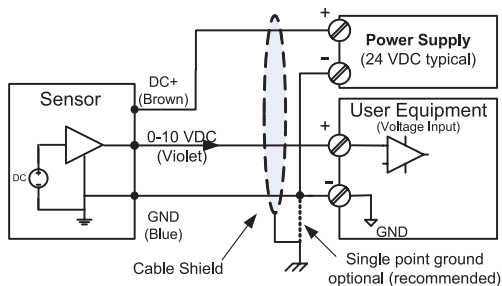 +
Power Supply
(24 VDC typical)
-
DC+
(Brown)
Sensor
User Equipment
(Voltage Input)
+
0-10 VDC
(Violet)
DC
-
GND
GND
(Blue)
Cable Shield
Single point ground
optional (recommended)